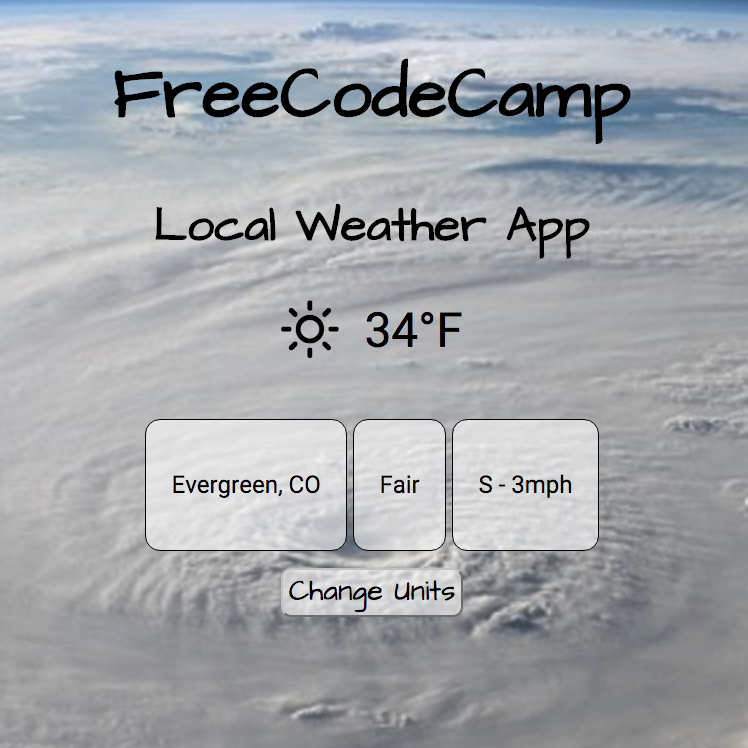 FreeCodeCamp
Local Weather App
34°F
Evergreen, CO
Fair
S - 3mph
Change Units